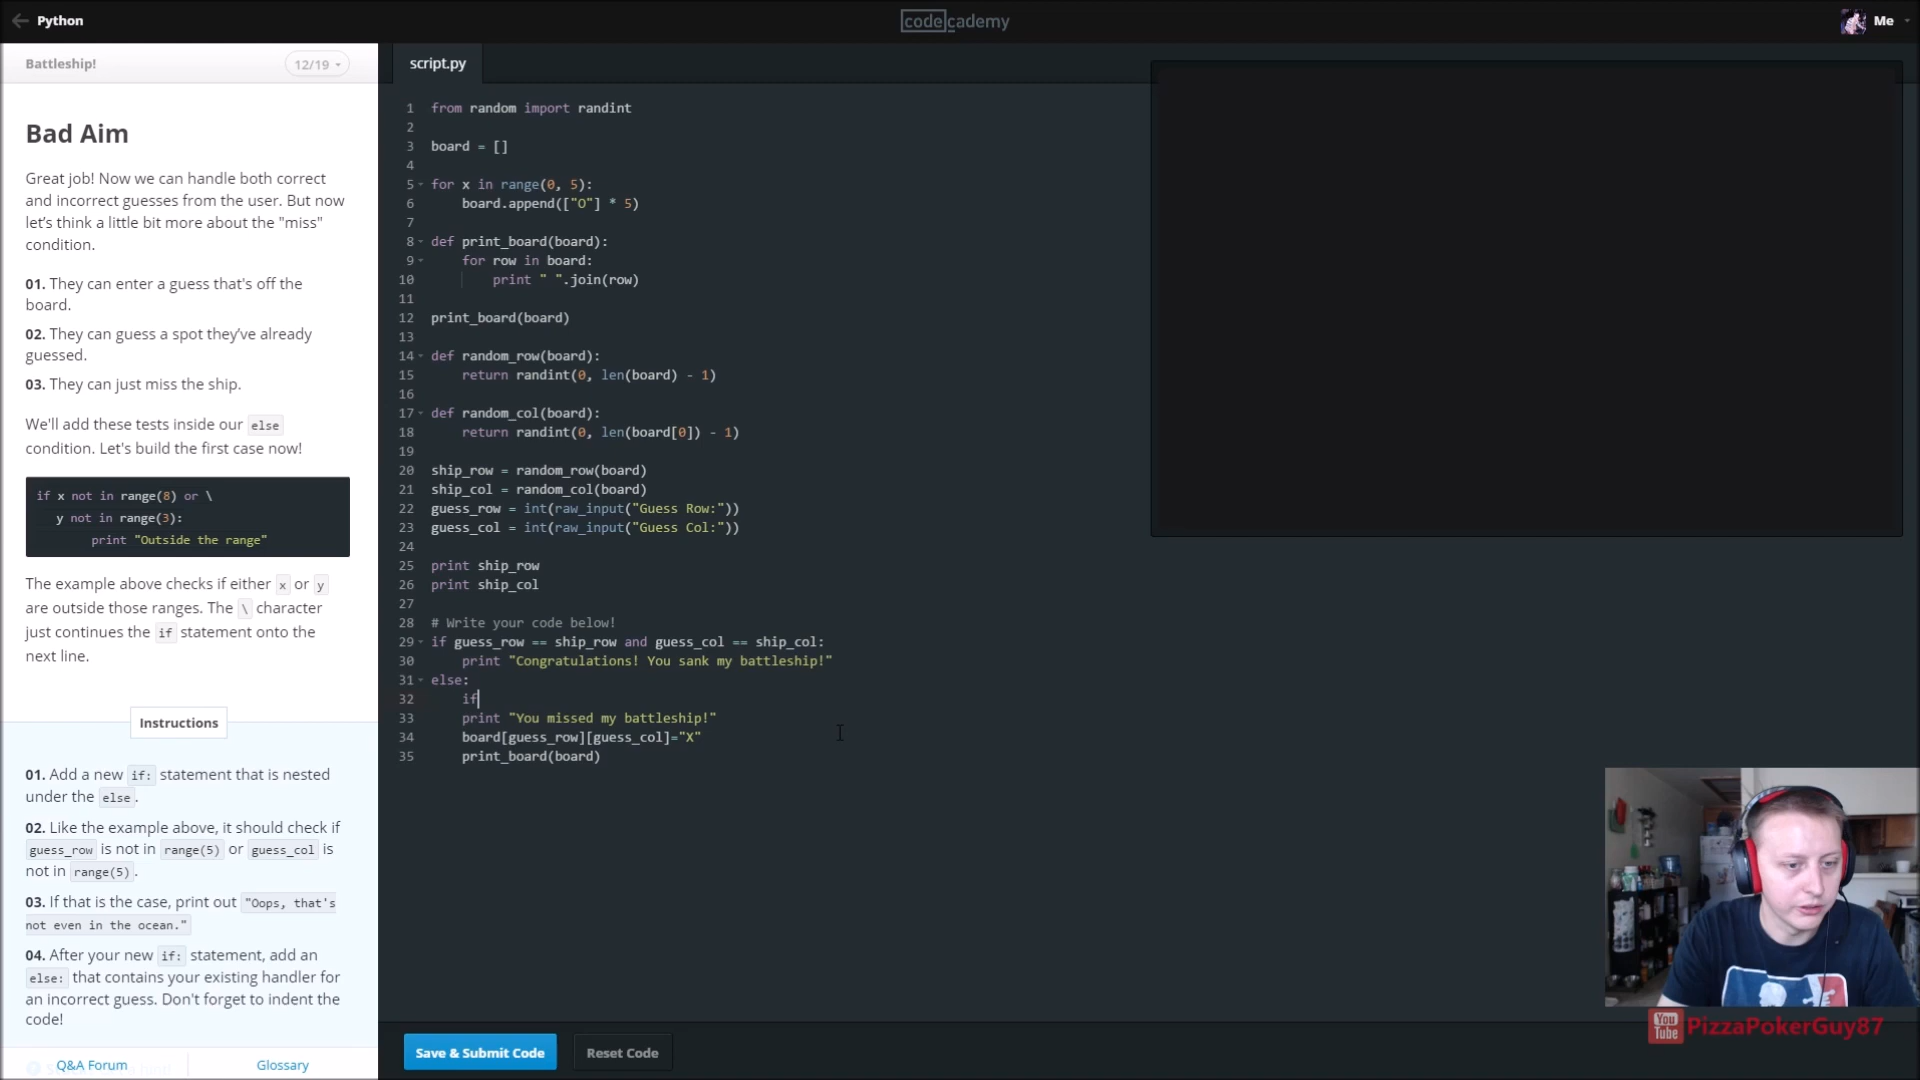 Python
codecademy
Me
Battleship!
12/19
script.py
Bad Aim
Great job! Now we can handle both correct
and incorrect guesses from the user. But now
let’s think a little bit more about the "miss"
condition.
01. They can enter a guess that's off the
board.
02. They can guess a spot they’ve already
guessed.
03. They can just miss the ship.
We'll add these tests inside our else
condition. Let's build the first case now!
if x not in range(8) or \
y not in range(3):
print "Outside the range"
The example above checks if either x or y
are outside those ranges. The \ character
just continues the if statement onto the
next line.
Instructions
01. Add a new if: statement that is nested
under the else.
02. Like the example above, it should check if
guess_row is not in range(5) or guess_col is
not in range(5).
03. If that is the case, print out "Oops, that's
not even in the ocean."
04. After your new if: statement, add an
else: that contains your existing handler for
an incorrect guess. Don't forget to indent the
code!
Q&A Forum
Glossary
1 from random import randint
2
3 board = []
4
5 for x in range(0, 5):
6 board.append(["O"] * 5)
7
8 def print_board(board):
9 for row in board:
10 print " ".join(row)
11
12 print_board(board)
13
14 def random_row(board):
15 return randint(0, len(board) - 1)
16
17 def random_col(board):
18 return randint(0, len(board[0]) - 1)
19
20 ship_row = random_row(board)
21 ship_col = random_col(board)
22 guess_row = int(raw_input("Guess Row:"))
23 guess_col = int(raw_input("Guess Col:"))
24
25 print ship_row
26 print ship_col
27
28 # Write your code below!
29 if guess_row == ship_row and guess_col == ship_col:
30 print "Congratulations! You sank my battleship!"
31 else:
32 if
33 print "You missed my battleship!"
34 board[guess_row][guess_col]="X"
35 print_board(board)
Save & Submit Code
Reset Code
You Tube PizzaPokerGuy87